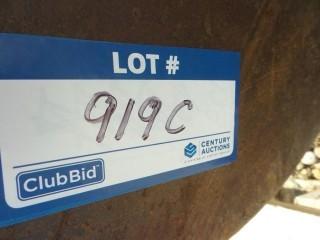 LOT #
919C
ClubBid
CENTURY
AUCTIONS